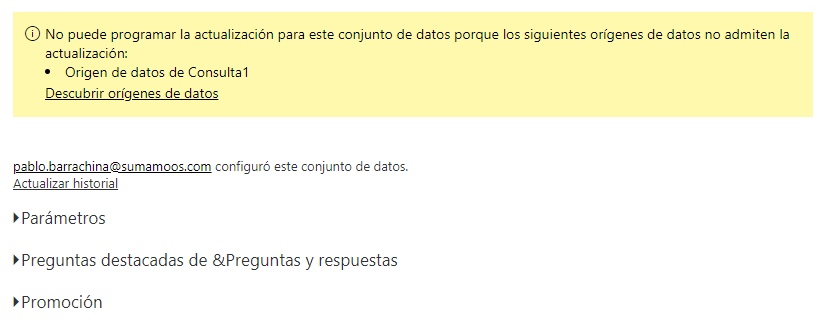 No puede programar la actualización para este conjunto de datos porque los siguientes orígenes de datos no admiten la
actualización:
• Origen de datos de Consulta1
Descubrir orígenes de datos
pablo.barrachina@sumamoos.com configuró este conjunto de datos.
Actualizar historial
Parámetros
Preguntas destacadas de &Preguntas y respuestas
Promoción